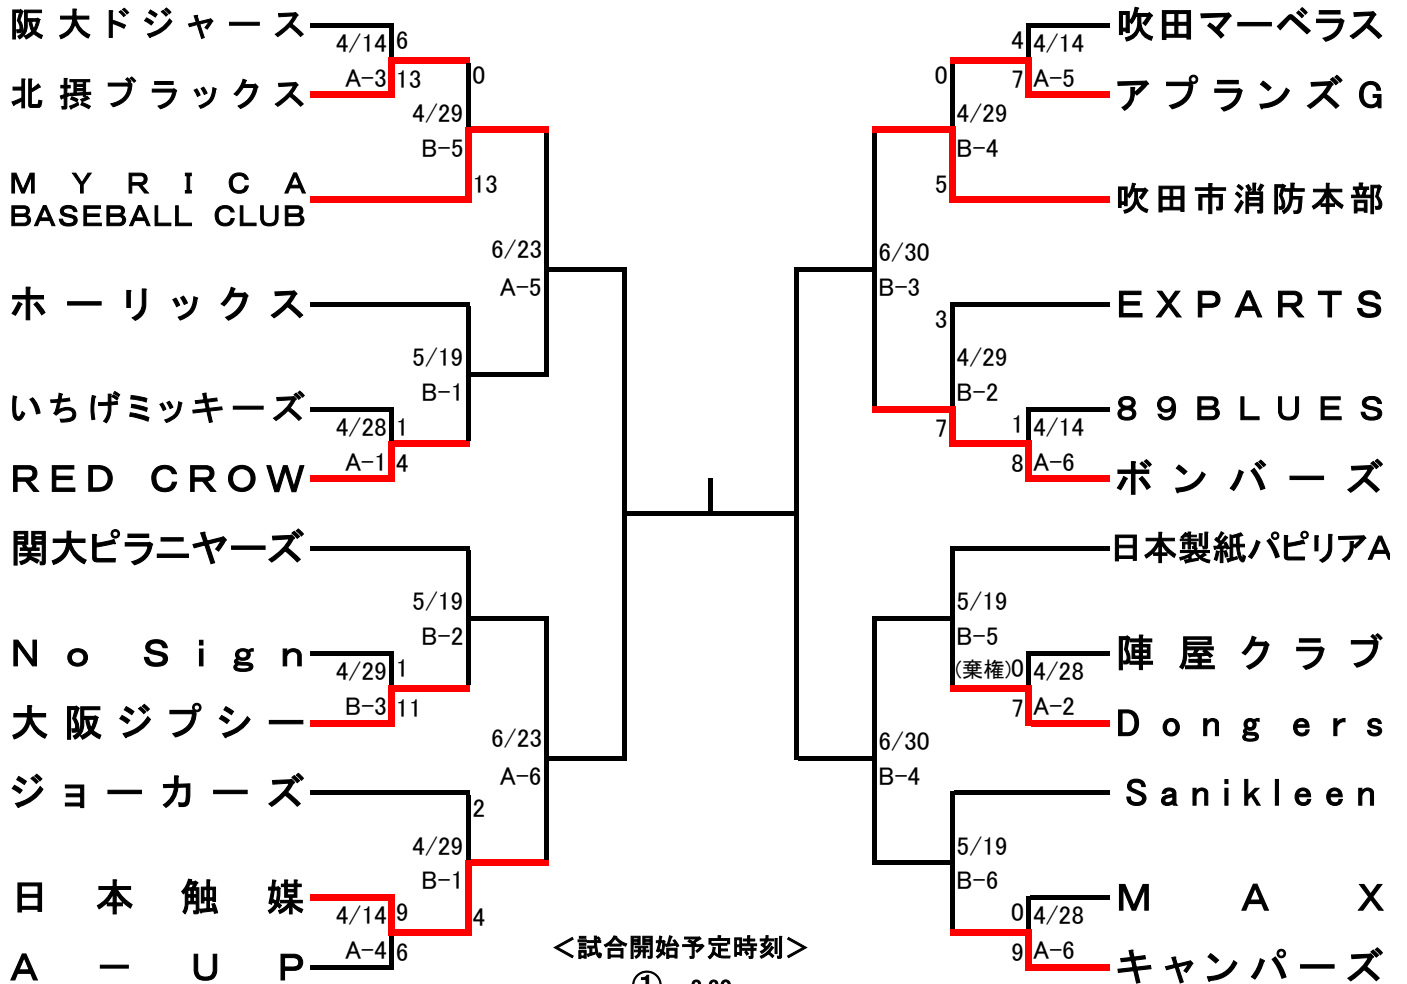 阪大ドジャース
4/14 6
A-3 13
北摂ブラックス
0
4/29
B-5
13
MYRICA
BASEBALL CLUB
6/23
A-5
ホーリックス
5/19
B-1
いちげミッキーズ
4/28 1
A-1 4
RED CROW
関大ピラニヤーズ
5/19
B-2
No Sign
4/29 1
B-3 11
大阪ジプシー
6/23
A-6
ジョーカーズ
2
4/29
B-1
4
日本触媒
4/14 9
A-4 6
A-UP
吹田マーベラス
4 4/14
7 A-5
アプランズG
0
4/29
B-4
5
吹田市消防本部
6/30
B-3
EXPARTS
3
4/29
B-2
7
89BLUES
1 4/14
8 A-6
ボンバーズ
日本製紙パピリアA
5/19
B-5
(棄権)0 4/28
7 A-2
陣屋クラブ
Dongers
6/30
B-4
Sanikleen
5/19
B-6
MAX
0 4/28
9 A-6
キャンパーズ
＜試合開始予定時刻＞
①